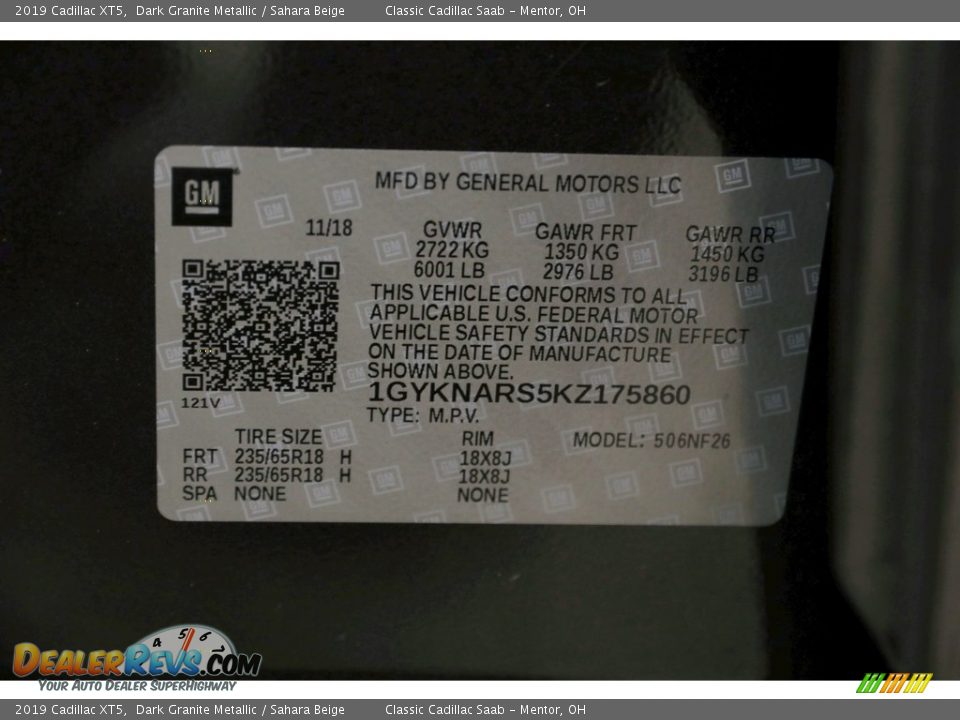 2019 Cadillac XT5,  Dark Granite Metallic / Sahara Beige        Classic Cadillac Saab – Mentor, OH
GM
MFD BY GENERAL MOTORS LLC
11/18 GVWR GAWR FRT GAWR RR
2722 KG 1350 KG 1450 KG
6001 LB 2976 LB 3196 LB
THIS VEHICLE CONFORMS TO ALL
APPLICABLE U.S. FEDERAL MOTOR
VEHICLE SAFETY STANDARDS IN EFFECT
ON THE DATE OF MANUFACTURE
SHOWN ABOVE.
1GYKNARS5KZ175860
121V
TYPE: M.P.V.
TIRE SIZE RIM MODEL: 506NF26
FRT 235/65R18 H 18X8J
RR 235/65R18 H 18X8J
SPA NONE NONE
4 5 6
DEALERREVS.COM
YOUR AUTO DEALER SUPERHIGHWAY
2019 Cadillac XT5,  Dark Granite Metallic / Sahara Beige        Classic Cadillac Saab – Mentor, OH